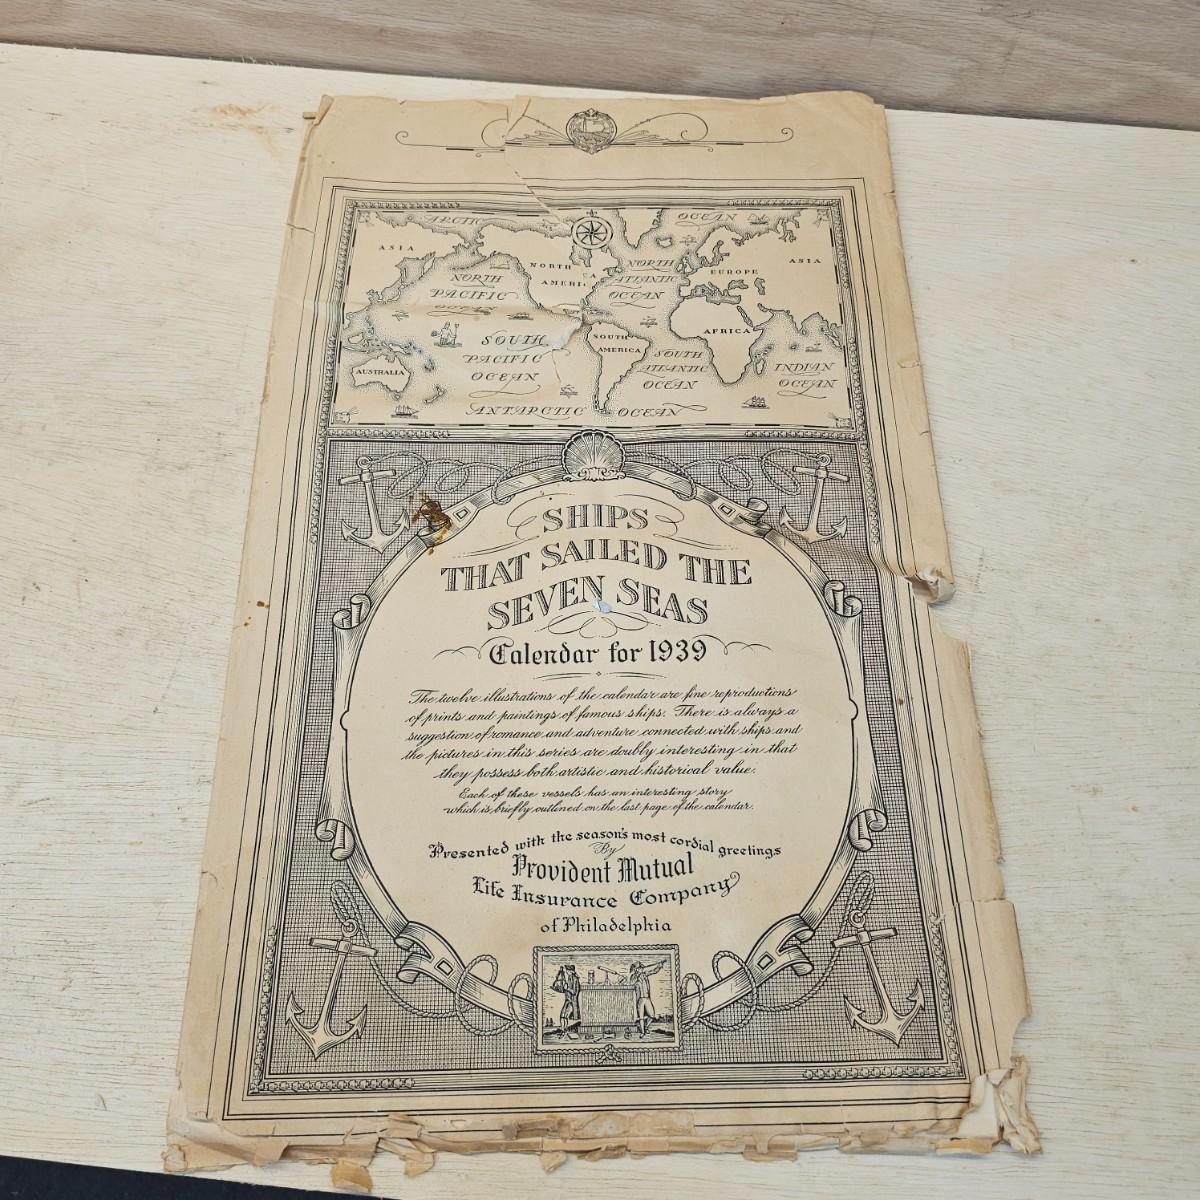 ARCTIC
OCEAN
ASIA
NORTH
AMERI
CA
NORTH
ATLANTIC
OCEAN
EUROPE
ASIA
NORTH
PACIFIC
AFRICA
SOUTH
PACIFIC
OCEAN
SOUTH
AMERICA
SOUTH
ATLANTIC
OCEAN
INDIAN
OCEAN
AUSTRALIA
ANTARCTIC OCEAN
SHIPS
THAT SAILED THE
SEVEN SEAS
Calendar for 1939
The twelve illustrations of the calendar are fine reproductions
of prints and paintings of famous ships. There is always a
suggestion of romance and adventure connected with ships and
the pictures in this series are doubly interesting in that
they possess both artistic and historical value.
Each of these vessels has an interesting story
which is briefly outlined on the last page of the calendar.
Presented with the season's most cordial greetings
By
Provident Mutual
Life Insurance Company
of Philadelphia